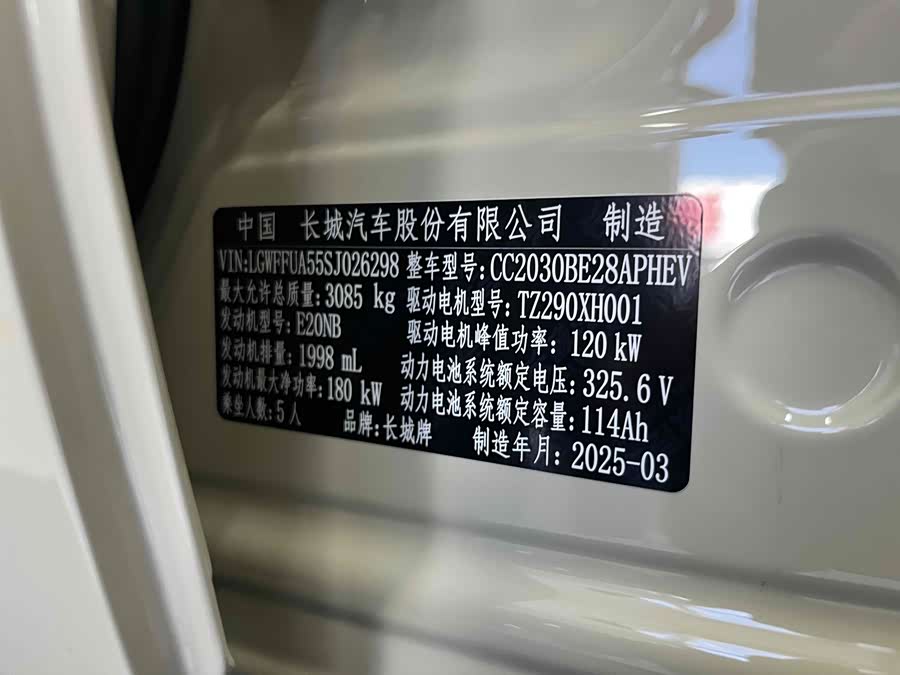 中国 长城汽车股份有限公司 制造
VIN:LGWFFUA55SJ026298 整车型号:CC2030BE28APHEV
最大允许总质量:3085 kg 驱动电机型号:TZ290XH001
发动机型号:E20NB 驱动电机峰值功率: 120 kW
发动机排量:1998 mL 动力电池系统额定电压:325.6 V
发动机最大净功率:180 kW 动力电池系统额定容量:114Ah
乘坐人数:5 人 品牌:长城牌 制造年月: 2025-03